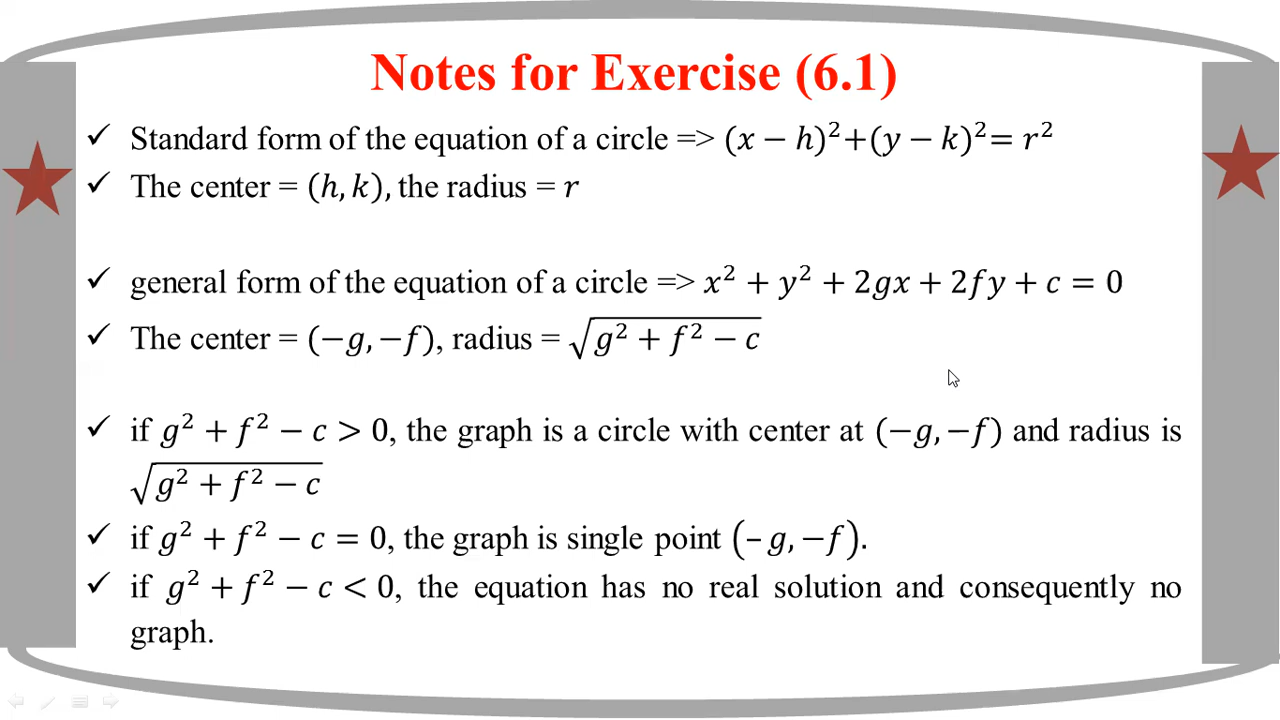 Notes for Exercise (6.1)
✓ Standard form of the equation of a circle => (x − h)²+(y − k)²= r²
✓ The center = (h, k), the radius = r
✓ general form of the equation of a circle => x² + y² + 2gx + 2fy + c = 0
✓ The center = (−g, −f), radius = √(g² + f² − c)
✓ if g² + f² − c > 0, the graph is a circle with center at (−g, −f) and radius is
√(g² + f² − c)
✓ if g² + f² − c = 0, the graph is single point (– g, −f).
✓ if g² + f² − c < 0, the equation has no real solution and consequently no
graph.